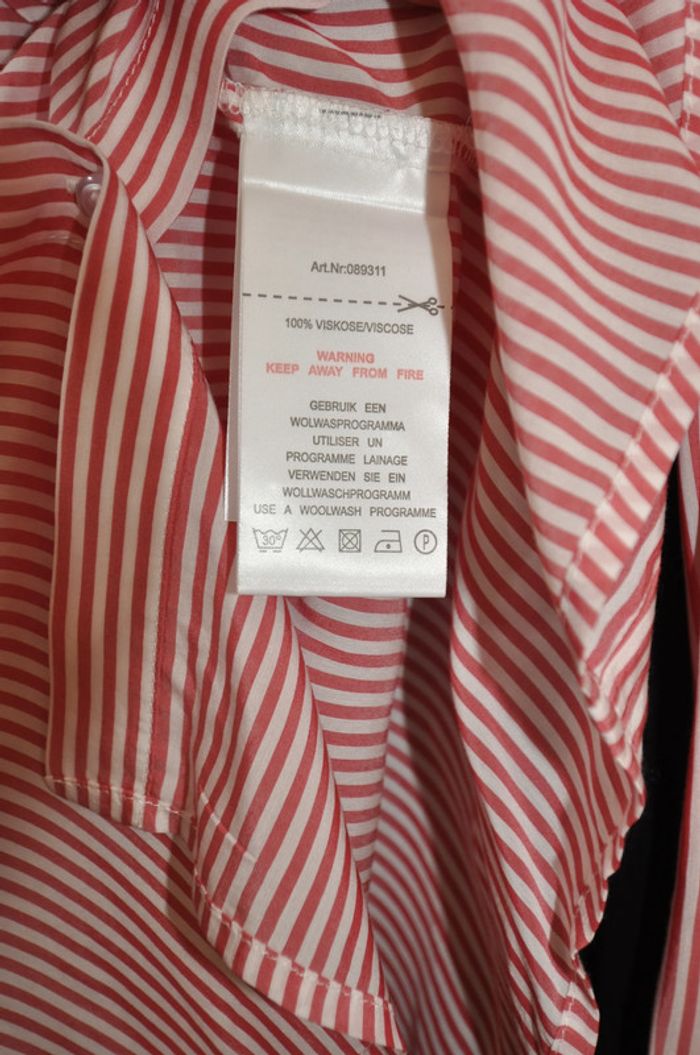 Art.Nr:089311
100% VISKOSE/VISCOSE
WARNING
KEEP AWAY FROM FIRE
GEBRUIK EEN
WOLWASPROGRAMMA
UTILISER UN
PROGRAMME LAINAGE
VERWENDEN SIE EIN
WOLLWASCHPROGRAMM
USE A WOOLWASH PROGRAMME
30°
P